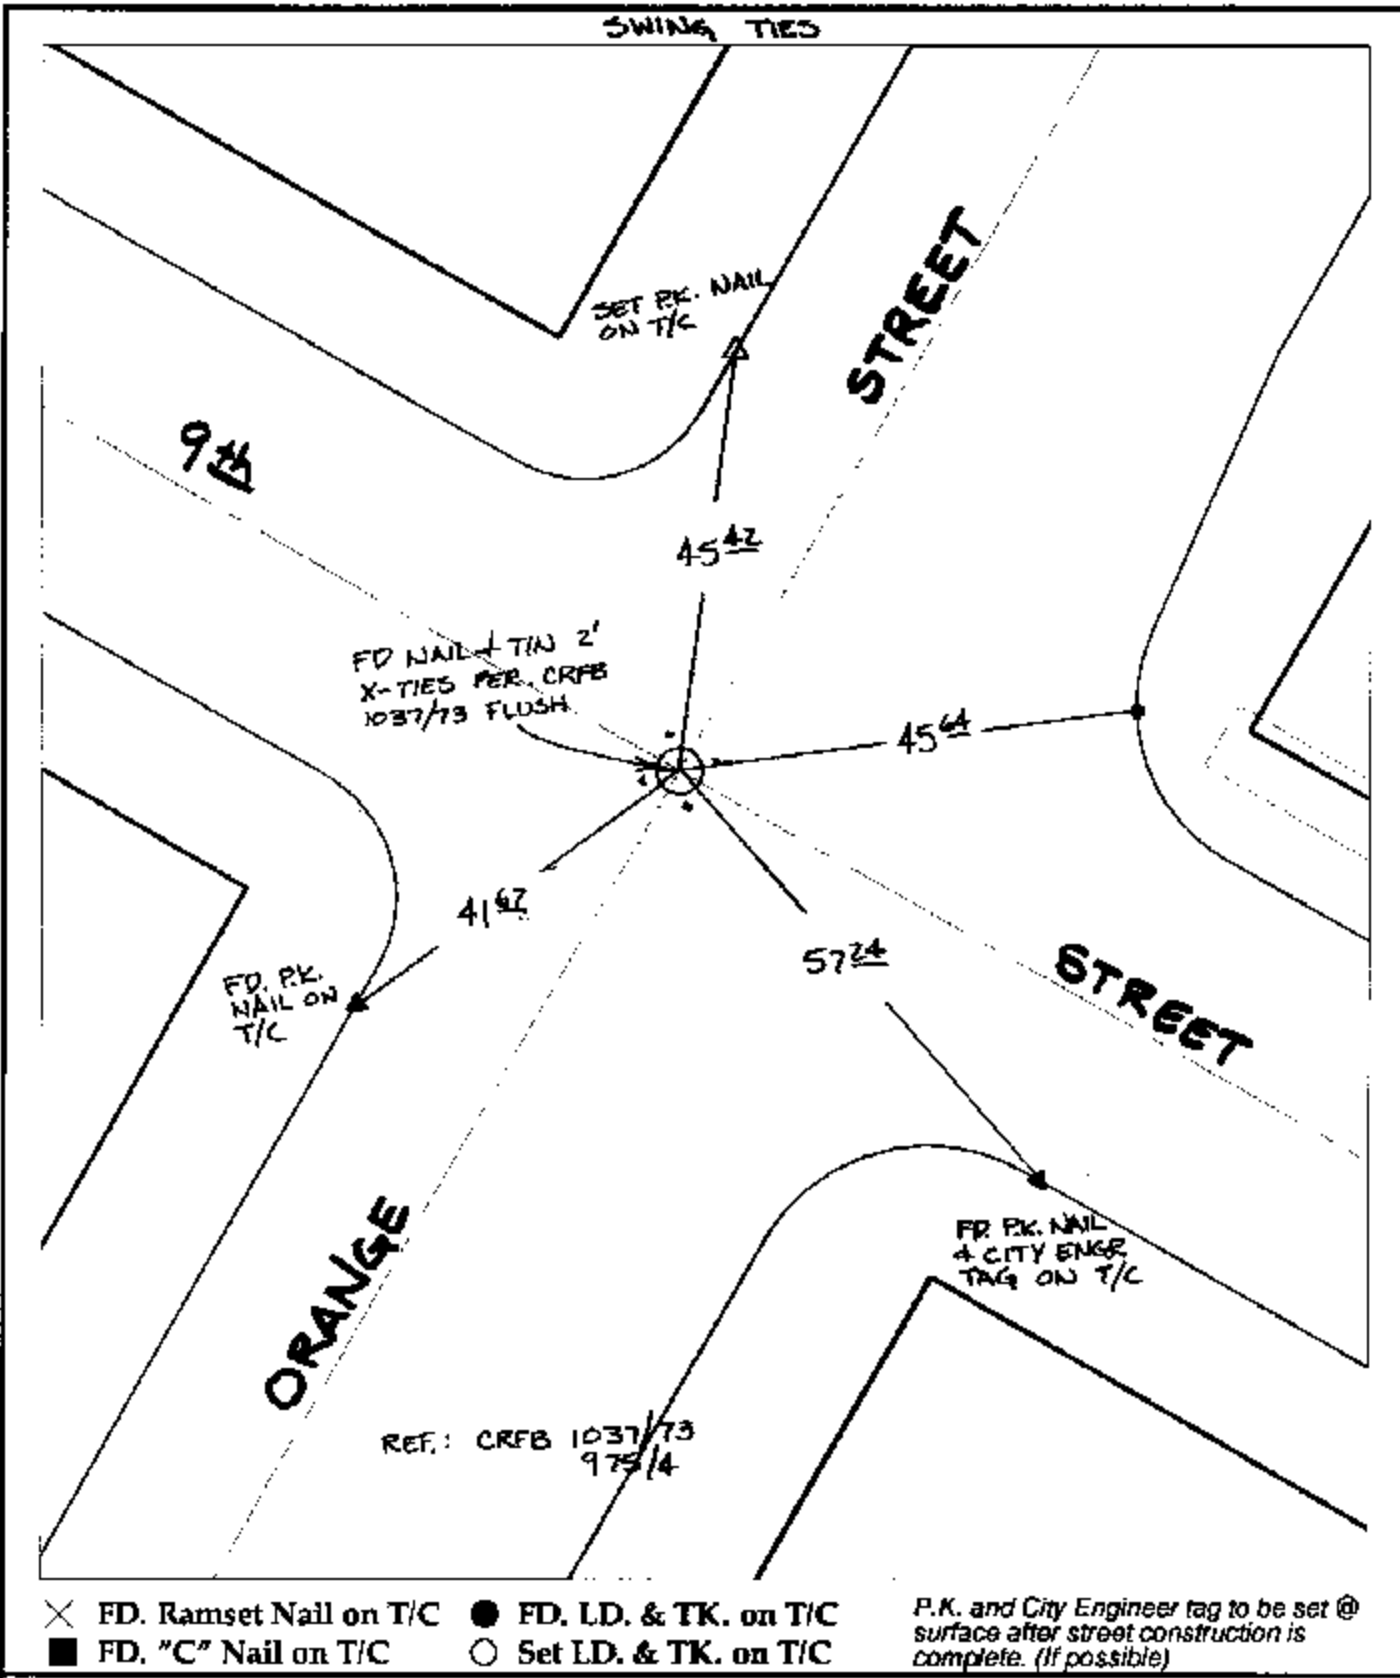 SWING TIES
SET P.K. NAIL
ON T/C
STREET
9th
45 42
FD NAIL + TIN 2'
X-TIES PER CRFB
1037/73 FLUSH
45 64
41 67
57 24
FD. P.K.
NAIL ON
T/C
STREET
FD. P.K. NAIL
& CITY ENGR
TAG ON T/C
ORANGE
REF.: CRFB 1037/73
975/4
FD. Ramset Nail on T/C
FD. "C" Nail on T/C
FD. LD. & TK. on T/C
Set LD. & TK. on T/C
P.K. and City Engineer tag to be set @
surface after street construction is
complete. (If possible)